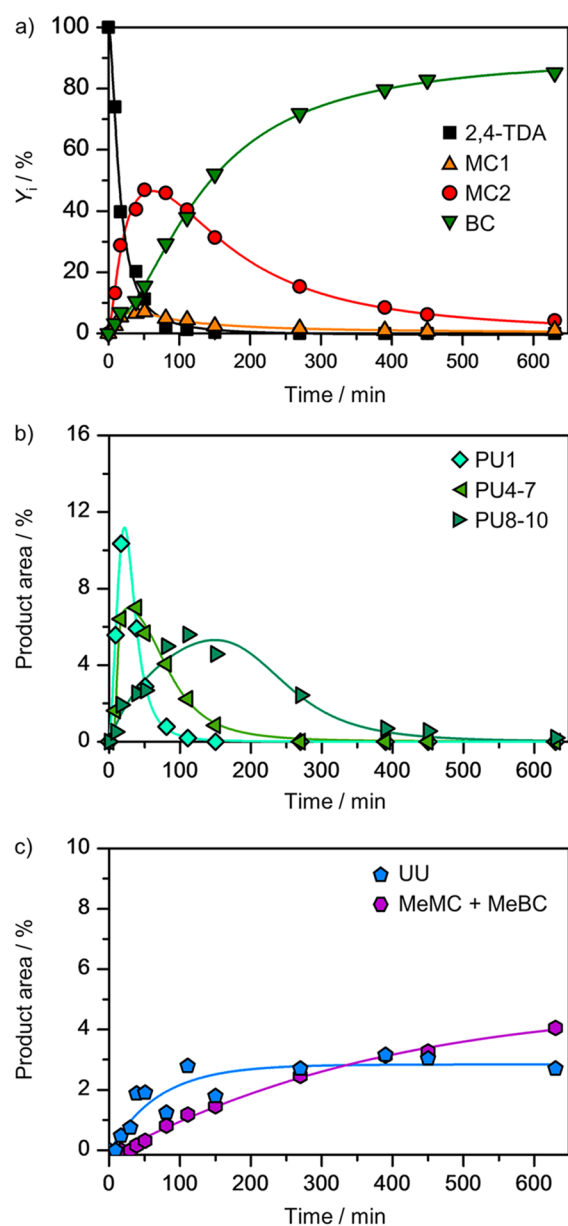 a)
100
80
60
40
20
0
Yi / %
2,4-TDA
MC1
MC2
BC
0 100 200 300 400 500 600
Time / min
b)
16
12
8
4
0
Product area / %
PU1
PU4-7
PU8-10
0 100 200 300 400 500 600
Time / min
c)
10
8
6
4
2
0
Product area / %
UU
MeMC + MeBC
0 100 200 300 400 500 600
Time / min